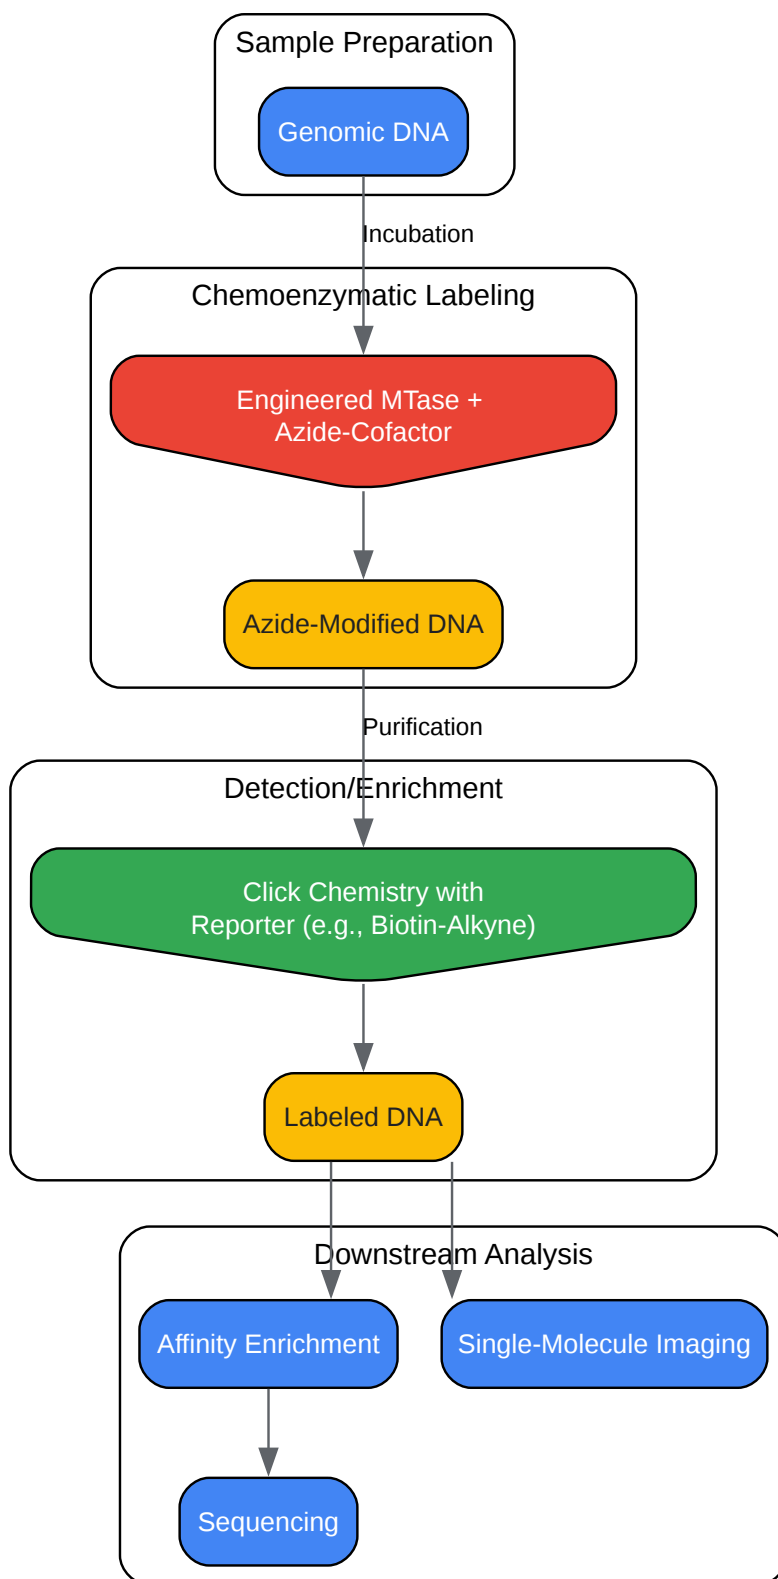 Sample Preparation
Genomic DNA
Incubation
Chemoenzymatic Labeling
Engineered MTase +
Azide-Cofactor
Azide-Modified DNA
Purification
Detection/Enrichment
Click Chemistry with
Reporter (e.g., Biotin-Alkyne)
Labeled DNA
Downstream Analysis
Affinity Enrichment
Single-Molecule Imaging
Sequencing